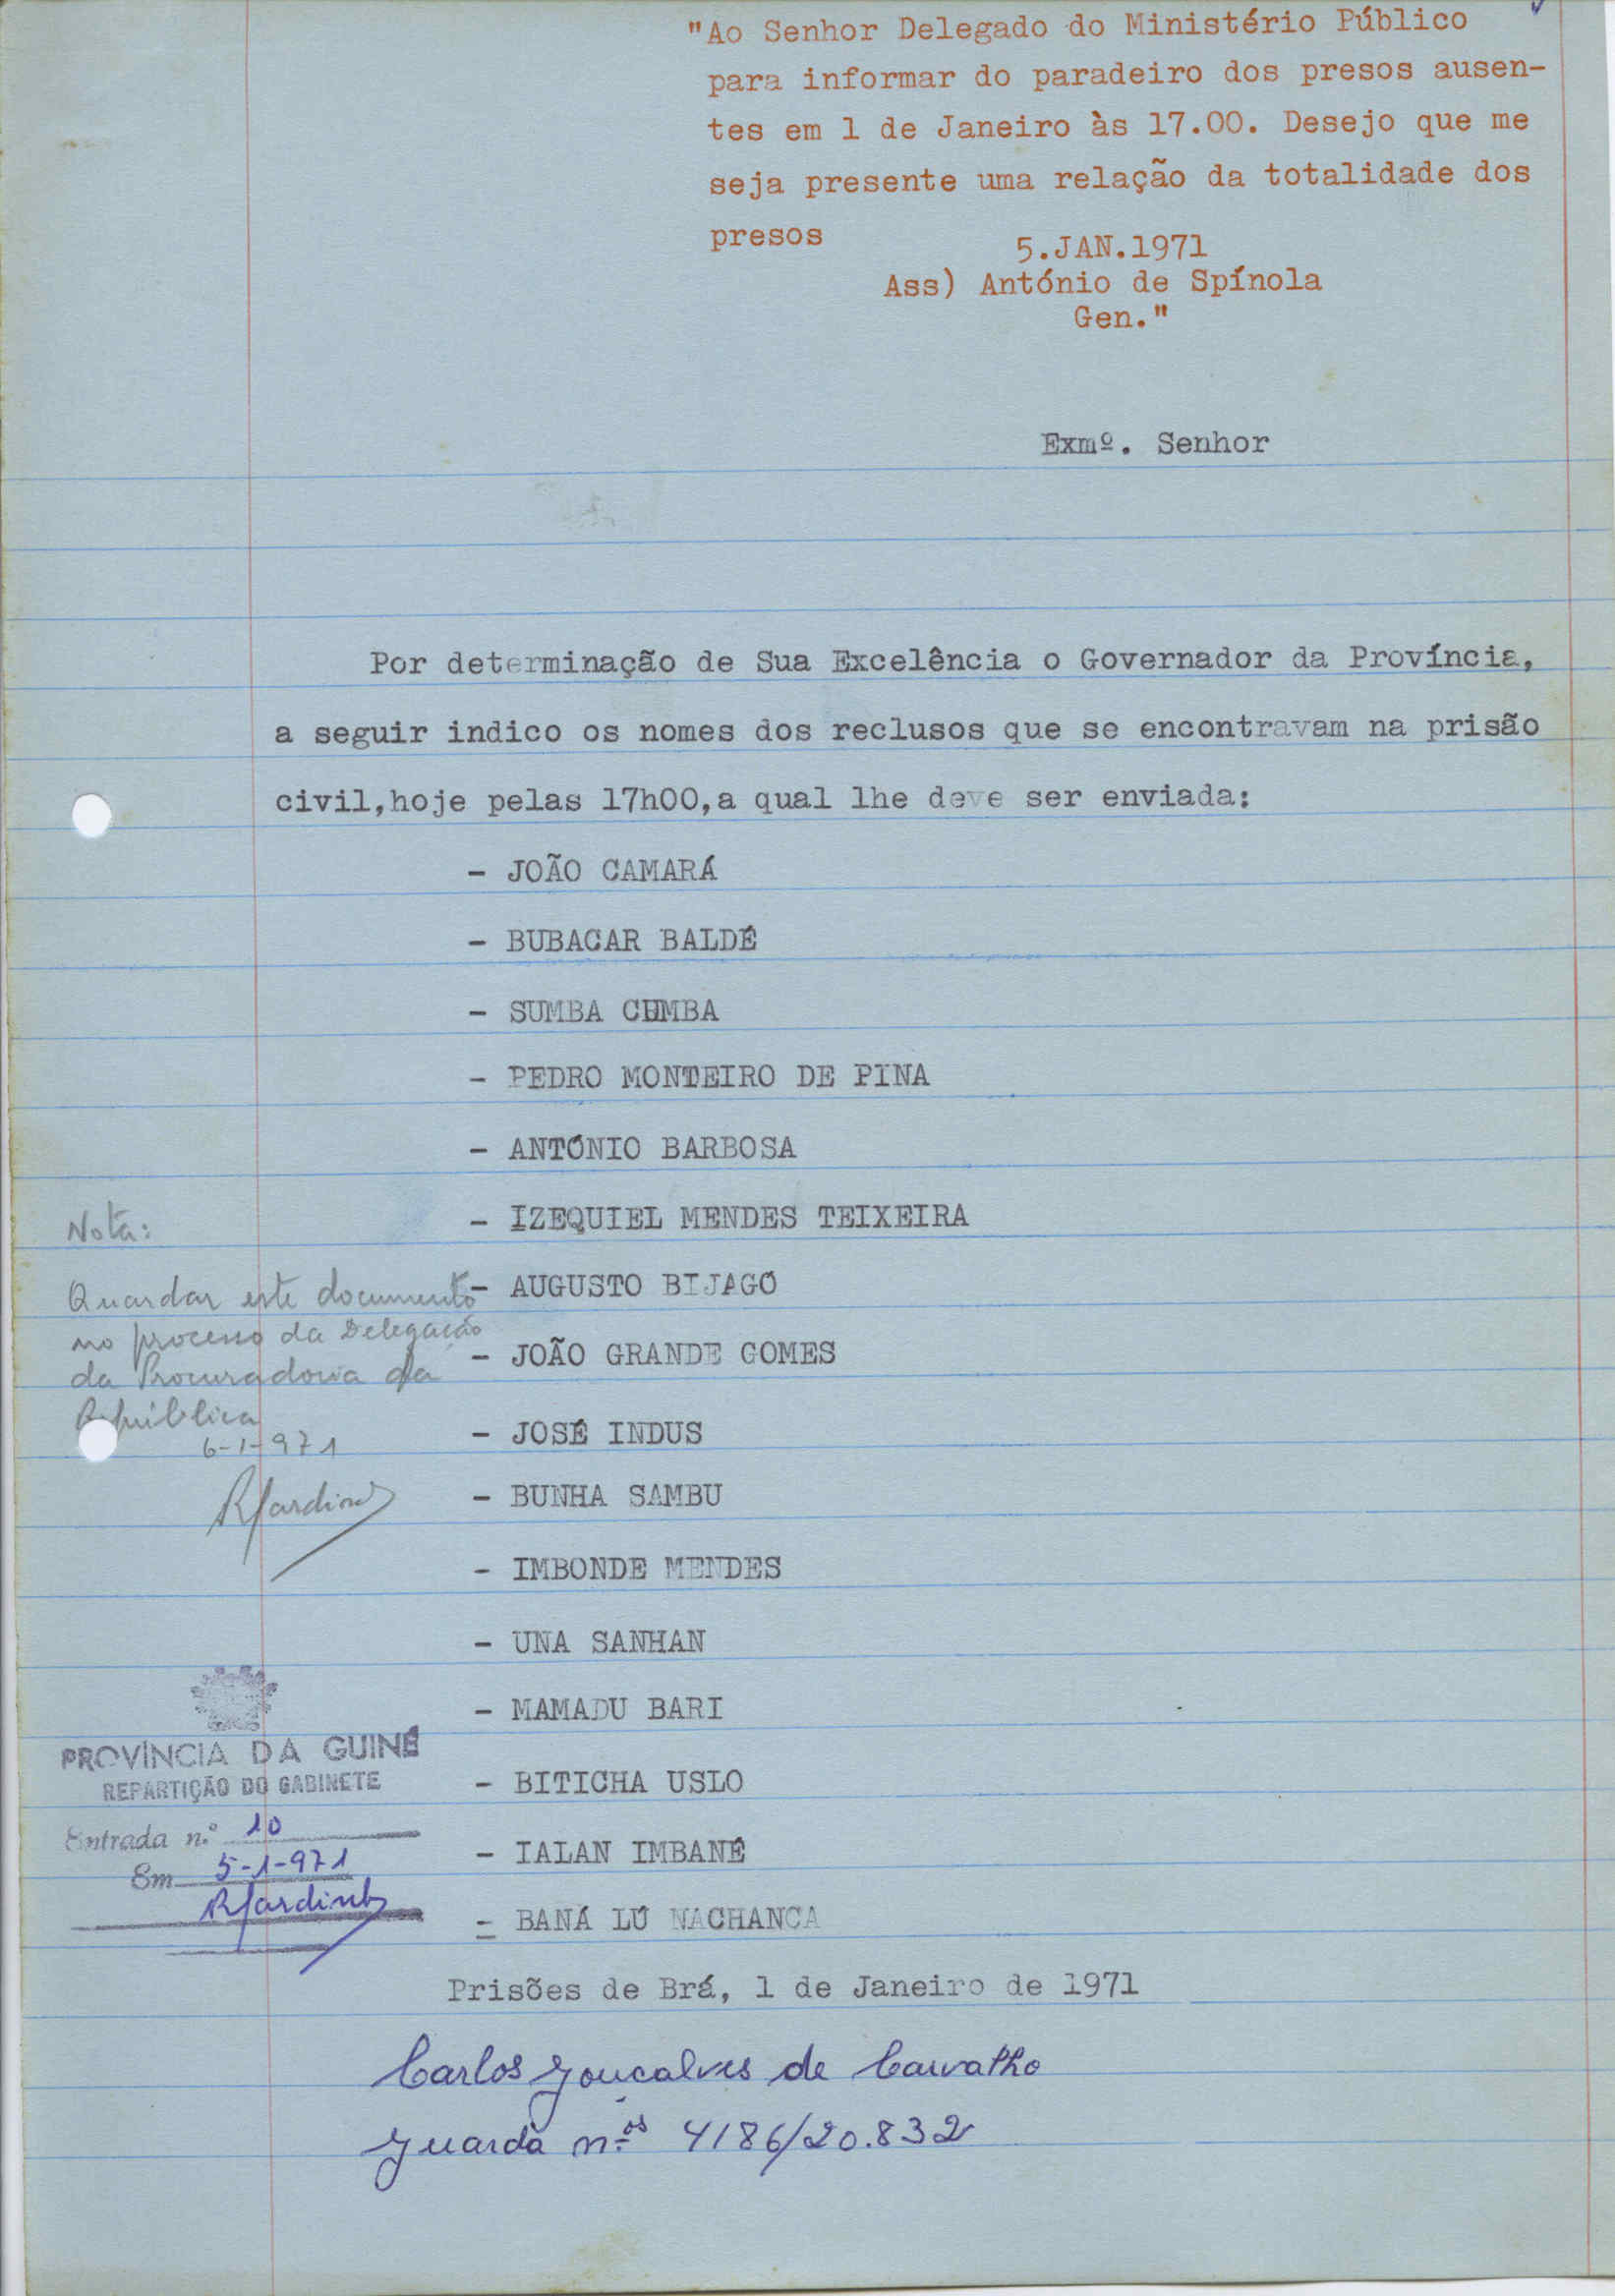 "Ao Senhor Delegado do Ministério Público
para informar do paradeiro dos presos ausen-
tes em 1 de Janeiro às 17.00. Desejo que me
seja presente uma relação da totalidade dos
presos
5.JAN.1971
Ass) António de Spínola
Gen."
Exmº. Senhor
Por determinação de Sua Excelência o Governador da Província,
a seguir indico os nomes dos reclusos que se encontravam na prisão
civil,hoje pelas 17h00,a qual lhe deve ser enviada:
- JOÃO CAMARÁ
- BUBACAR BALDÉ
- SUMBA CUMBA
- PEDRO MONTEIRO DE PINA
- ANTÓNIO BARBOSA
- IZEQUIEL MENDES TEIXEIRA
- AUGUSTO BIJAGÓ
- JOÃO GRANDE GOMES
- JOSÉ INDUS
- BUNHA SAMBU
- IMBONDE MENDES
- UNA SANHAN
- MAMADU BARI
- BITICHA USLO
- IALAN IMBANÉ
- BANÁ LÚ NACHANCA
Prisões de Brá, 1 de Janeiro de 1971
Carlos Gonçalves de Carvalho
Guarda n.os 4186/20.832
Nota:
Guardar este documento
no processo da Delegação
da Procuradoria da
República
6-1-971
PROVÍNCIA DA GUINÉ
REPARTIÇÃO DO GABINETE
Entrada n.º 10
Em 5-1-971